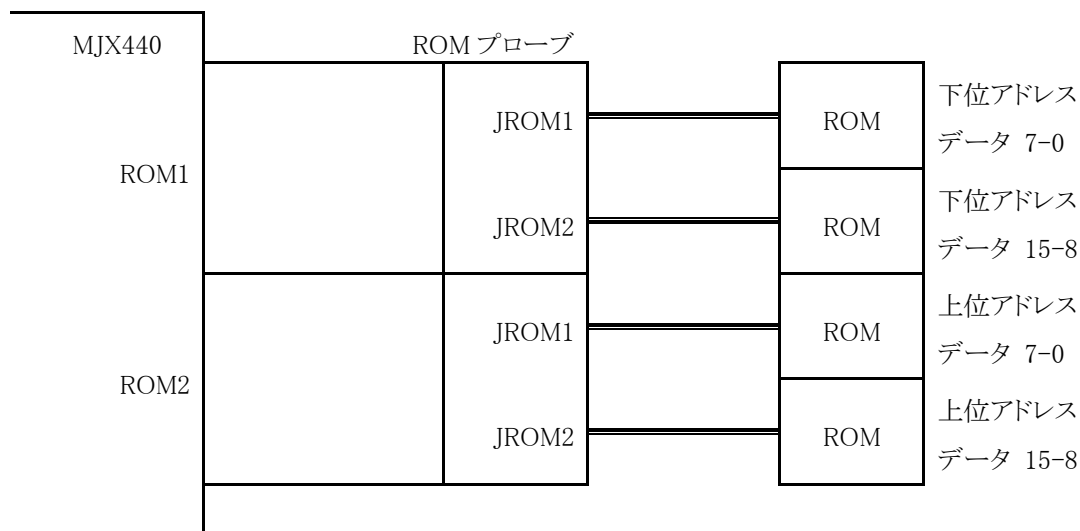 MJX440
ROM プローブ
ROM1
JROM1
ROM
下位アドレス
データ 7-0
JROM2
ROM
下位アドレス
データ 15-8
ROM2
JROM1
ROM
上位アドレス
データ 7-0
JROM2
ROM
上位アドレス
データ 15-8